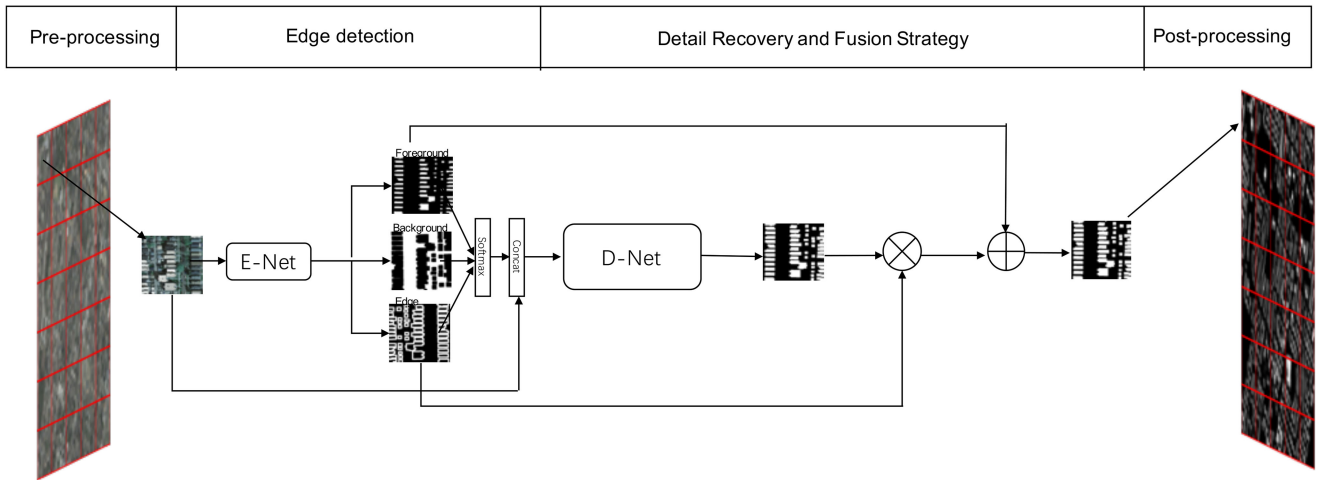 Pre-processing
Edge detection
Detail Recovery and Fusion Strategy
Post-processing
Foreground
Background
Edge
E-Net
Softmax
Concat
D-Net